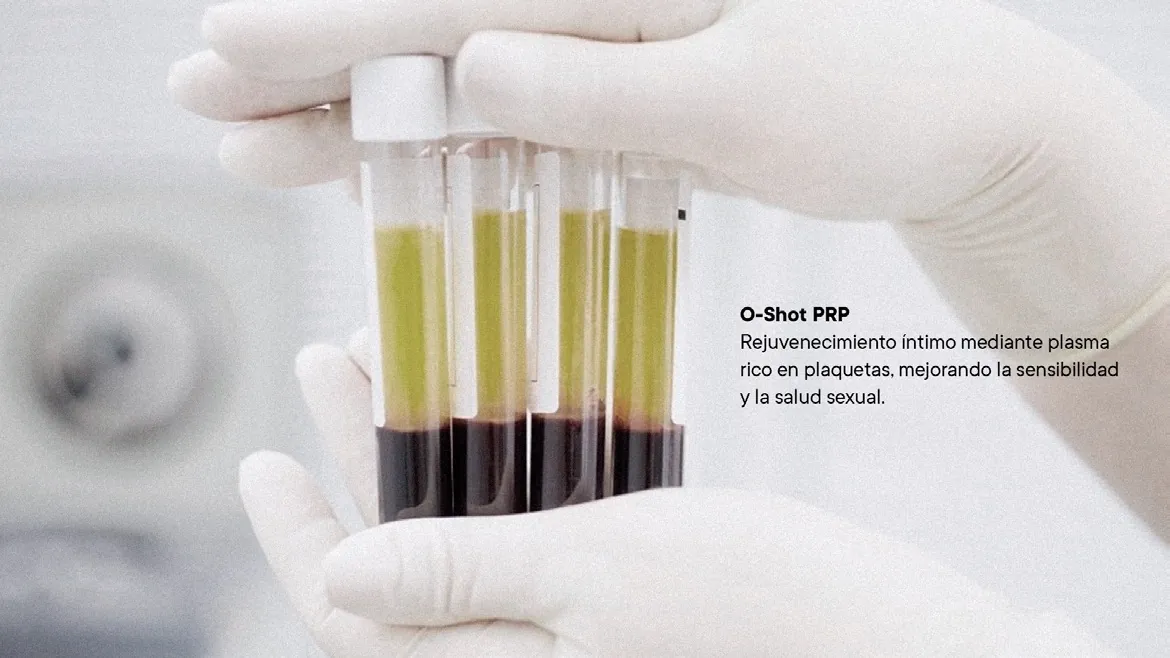 O-Shot PRP
Rejuvenecimiento íntimo mediante plasma
rico en plaquetas, mejorando la sensibilidad
y la salud sexual.